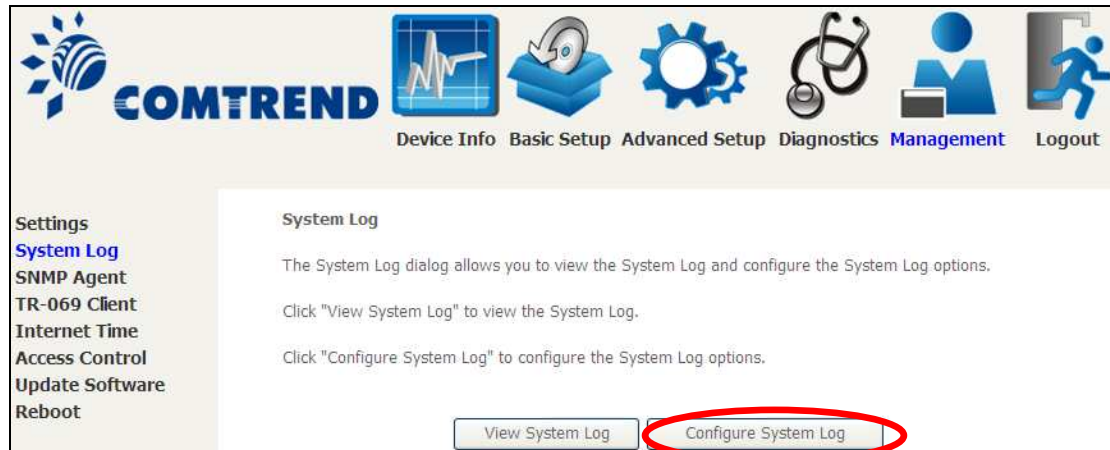 COMTREND
Device Info Basic Setup Advanced Setup Diagnostics Management Logout
Settings
System Log
SNMP Agent
TR-069 Client
Internet Time
Access Control
Update Software
Reboot
System Log
The System Log dialog allows you to view the System Log and configure the System Log options.
Click "View System Log" to view the System Log.
Click "Configure System Log" to configure the System Log options.
View System Log Configure System Log